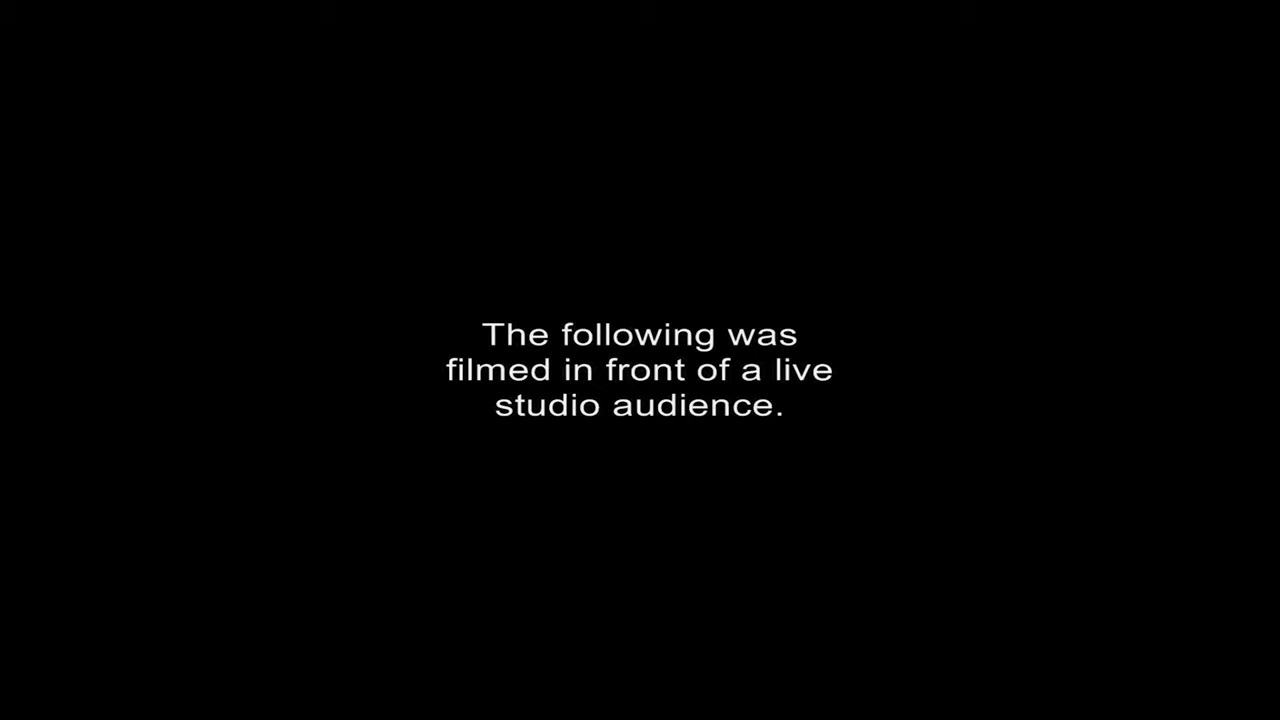 The following was
filmed in front of a live
studio audience.